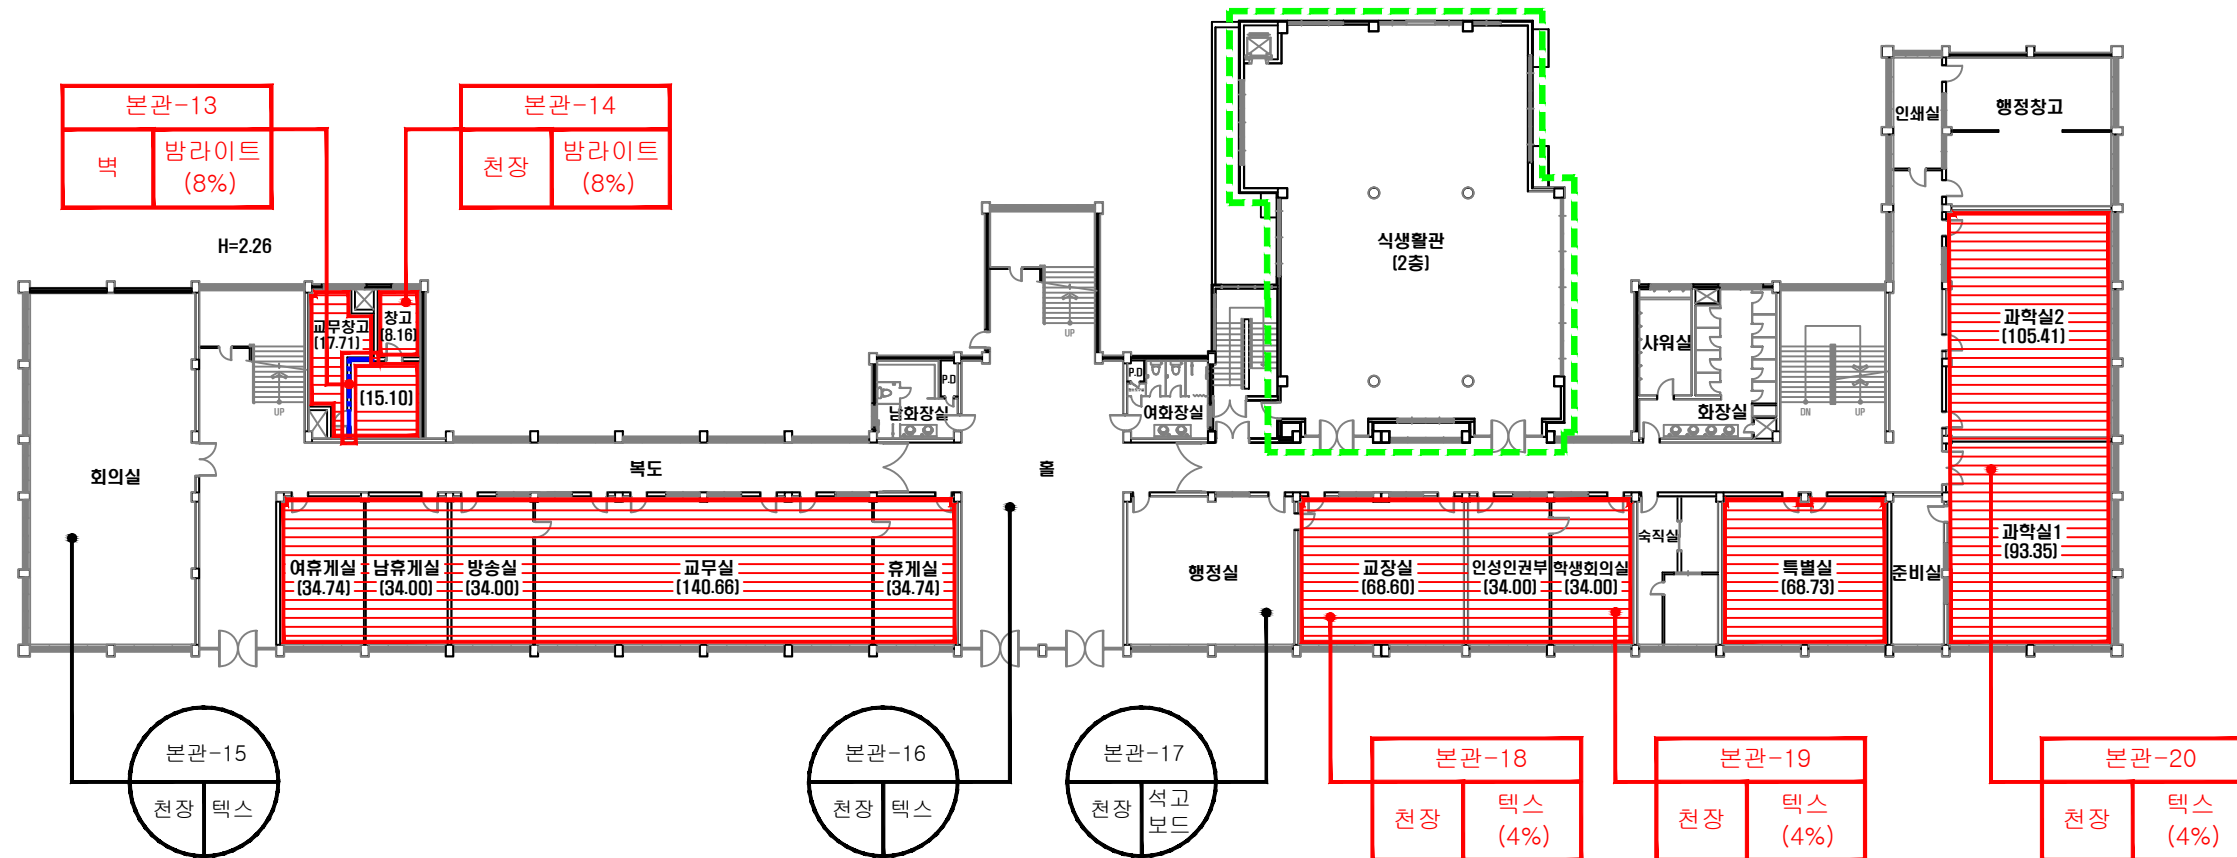 본관-13
벽
밤라이트
(8%)
본관-14
천장
밤라이트
(8%)
H=2.26
인쇄실
행정창고
식생활관
(2층)
교무창고
(17.71)
창고
(8.16)
(15.10)
UP
UP
P.D
남화장실
P.D
여화장실
샤워실
화장실
DN
UP
과학실2
(105.41)
회의실
복도
홀
여휴게실
(34.74)
남휴게실
(34.00)
방송실
(34.00)
교무실
(140.66)
휴게실
(34.74)
행정실
교장실
(68.60)
인성인권부
(34.00)
학생회의실
(34.00)
숙직실
특별실
(68.73)
준비실
과학실1
(93.35)
본관-15
천장
텍스
본관-16
천장
텍스
본관-17
천장
석고
보드
본관-18
천장
텍스
(4%)
본관-19
천장
텍스
(4%)
본관-20
천장
텍스
(4%)